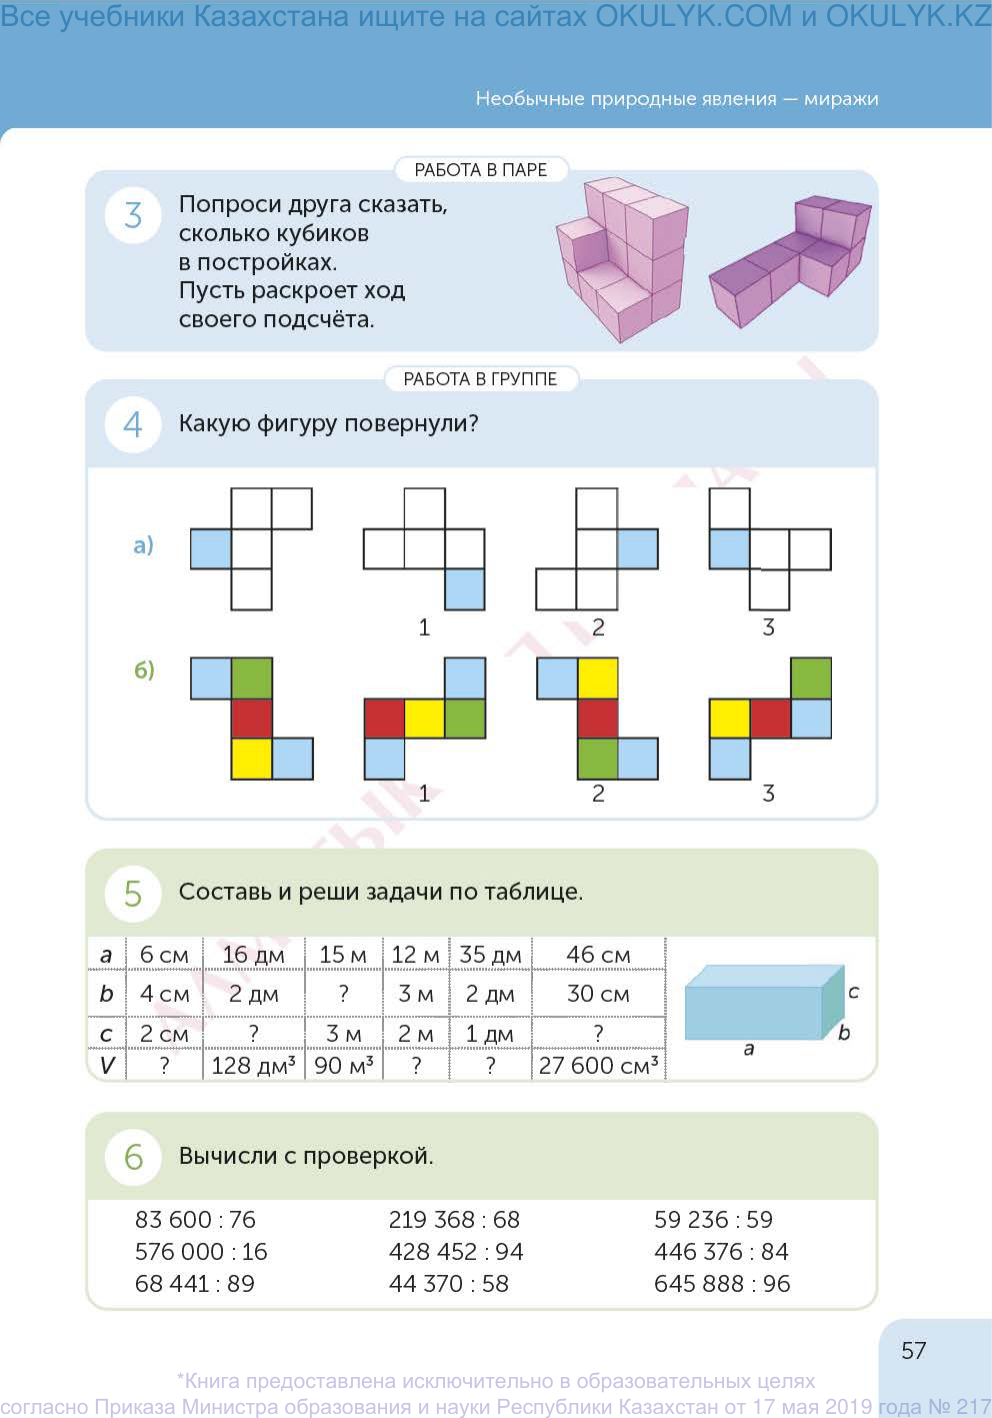 Все учебники Казахстана ищите на сайтах OKULYK.COM и OKULYK.KZ
Необычные природные явления — миражи
РАБОТА В ПАРЕ
3
Попроси друга сказать,
сколько кубиков
в постройках.
Пусть раскроет ход
своего подсчёта.
РАБОТА В ГРУППЕ
4 Какую фигуру повернули?
а)
1 2 3
б)
1 2 3
5 Составь и реши задачи по таблице.
a 6 см 16 дм 15 м 12 м 35 дм 46 см
b 4 см 2 дм ? 3 м 2 дм 30 см
c 2 см ? 3 м 2 м 1 дм ?
V ? 128 дм³ 90 м³ ? ? 27 600 см³
c
b
a
6 Вычисли с проверкой.
83 600 : 76 219 368 : 68 59 236 : 59
576 000 : 16 428 452 : 94 446 376 : 84
68 441 : 89 44 370 : 58 645 888 : 96
57
*Книга предоставлена исключительно в образовательных целях
согласно Приказа Министра образования и науки Республики Казахстан от 17 мая 2019 года № 217